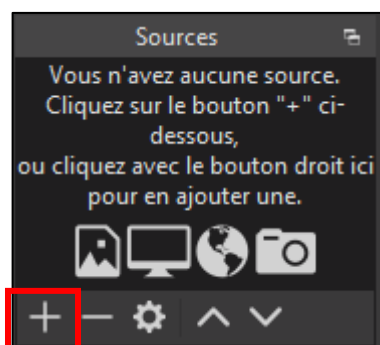 Sources
Vous n'avez aucune source.
Cliquez sur le bouton "+" ci-
dessous,
ou cliquez avec le bouton droit ici
pour en ajouter une.